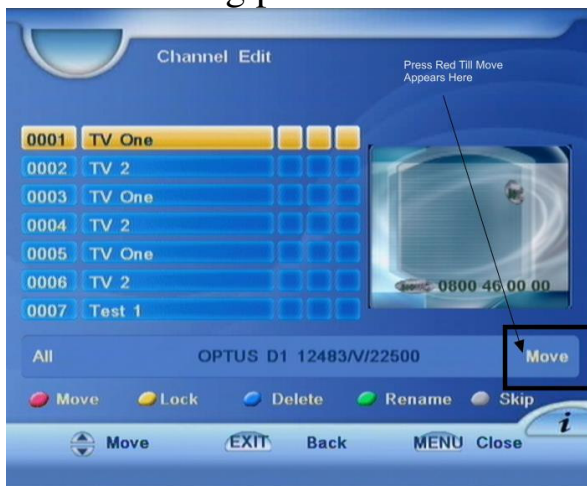 Channel Edit
Press Red Till Move
Appears Here
0001 TV One
0002 TV 2
0003 TV One
0004 TV 2
0005 TV One
0006 TV 2
0007 Test 1
0800 46 00 00
All OPTUS D1 12483/V/22500 Move
Move Lock Delete Rename Skip
i
Move EXIT Back MENU Close